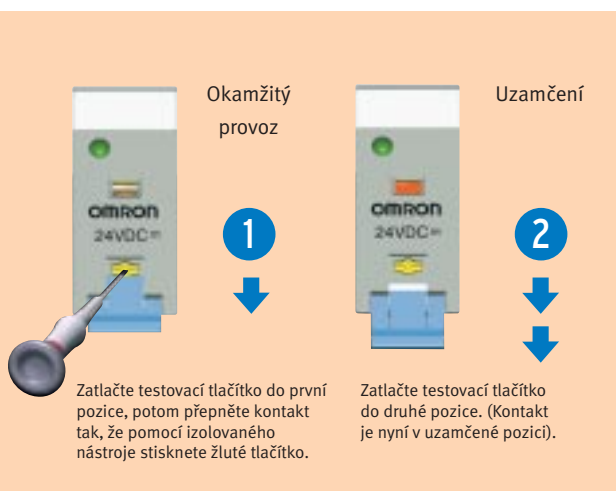 Okamžitý
provoz
OMRON
24VDC⎓
1
Zatlačte testovací tlačítko do první
pozice, potom přepněte kontakt
tak, že pomocí izolovaného
nástroje stisknete žluté tlačítko.
Uzamčení
OMRON
24VDC⎓
2
Zatlačte testovací tlačítko
do druhé pozice. (Kontakt
je nyní v uzamčené pozici).